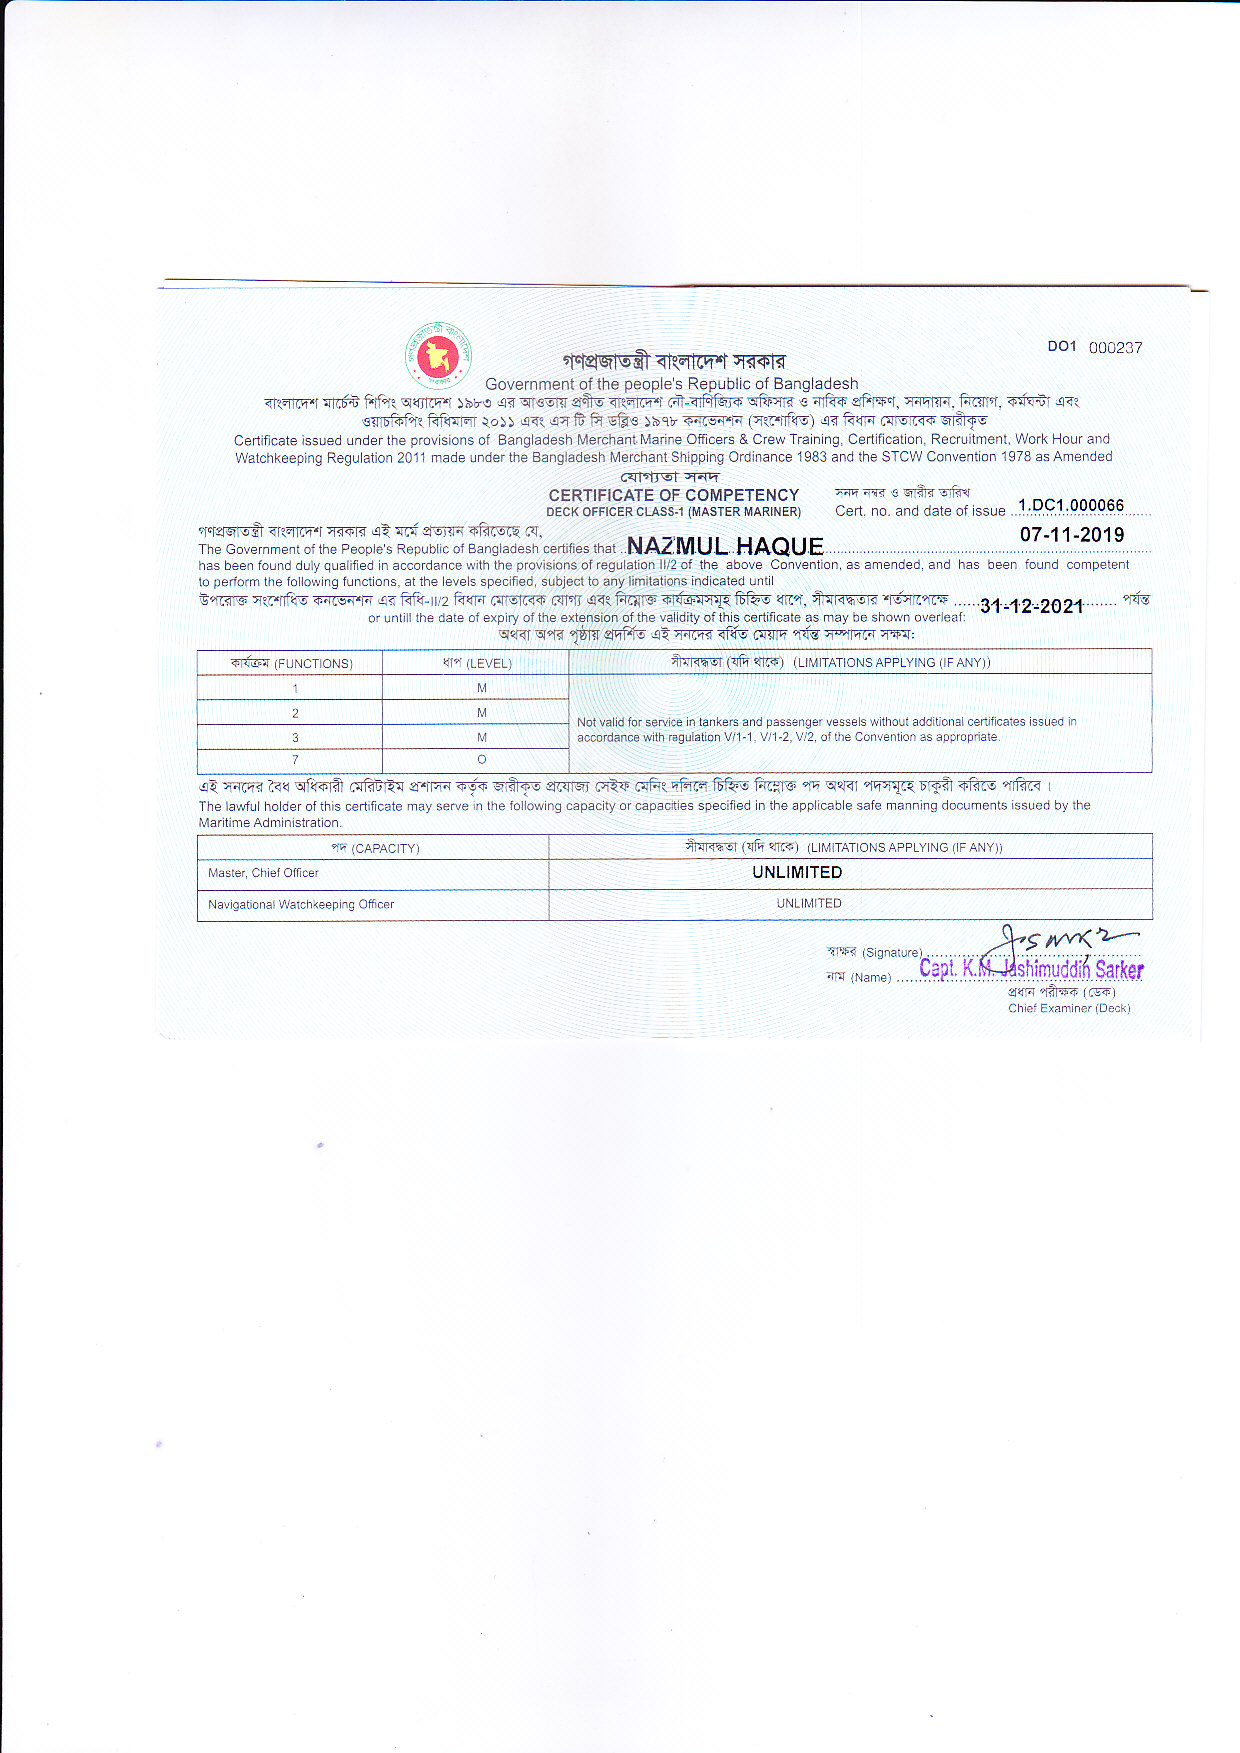 DO1 000237
গণপ্রজাতন্ত্রী বাংলাদেশ সরকার
Government of the people's Republic of Bangladesh
বাংলাদেশ মার্চেন্ট শিপিং অধ্যাদেশ ১৯৮৩ এর আওতায় প্রণীত বাংলাদেশ নৌ-বাণিজ্যিক অফিসার ও নাবিক প্রশিক্ষণ, সনদায়ন, নিয়োগ, কর্মঘন্টা এবং
ওয়াচকিপিং বিধিমালা ২০১১ এবং এস টি সি ডব্লিও ১৯৭৮ কনভেনশন (সংশোধিত) এর বিধান মোতাবেক জারীকৃত
Certificate issued under the provisions of Bangladesh Merchant Marine Officers & Crew Training, Certification, Recruitment, Work Hour and
Watchkeeping Regulation 2011 made under the Bangladesh Merchant Shipping Ordinance 1983 and the STCW Convention 1978 as Amended
যোগ্যতা সনদ
CERTIFICATE OF COMPETENCY
DECK OFFICER CLASS-1 (MASTER MARINER)
সনদ নম্বর ও জারীর তারিখ
Cert. no. and date of issue 1.DC1.000066
07-11-2019
গণপ্রজাতন্ত্রী বাংলাদেশ সরকার এই মর্মে প্রত্যয়ন করিতেছে যে,
The Government of the People's Republic of Bangladesh certifies that NAZMUL HAQUE
has been found duly qualified in accordance with the provisions of regulation II/2 of the above Convention, as amended, and has been found competent
to perform the following functions, at the levels specified, subject to any limitations indicated until
উপরোক্ত সংশোধিত কনভেনশন এর বিধি-II/2 বিধান মোতাবেক যোগ্য এবং নিম্নোক্ত কার্যক্রমসমূহ চিহ্নিত ধাপে, সীমাবদ্ধতার শর্তসাপেক্ষে 31-12-2021 পর্যন্ত
or untill the date of expiry of the extension of the validity of this certificate as may be shown overleaf:
অথবা অপর পৃষ্ঠায় প্রদর্শিত এই সনদের বর্ধিত মেয়াদ পর্যন্ত সম্পাদনে সক্ষম:
কার্যক্রম (FUNCTIONS) ধাপ (LEVEL) সীমাবদ্ধতা (যদি থাকে) (LIMITATIONS APPLYING (IF ANY))
1 M
2 M
3 M
7 O
Not valid for service in tankers and passenger vessels without additional certificates issued in
accordance with regulation V/1-1, V/1-2, V/2, of the Convention as appropriate.
এই সনদের বৈধ অধিকারী মেরিটাইম প্রশাসন কর্তৃক জারীকৃত প্রযোজ্য সেইফ মেনিং দলিলে চিহ্নিত নিম্নোক্ত পদ অথবা পদসমূহে চাকুরী করিতে পারিবে ।
The lawful holder of this certificate may serve in the following capacity or capacities specified in the applicable safe manning documents issued by the
Maritime Administration.
পদ (CAPACITY) সীমাবদ্ধতা (যদি থাকে) (LIMITATIONS APPLYING (IF ANY))
Master, Chief Officer UNLIMITED
Navigational Watchkeeping Officer UNLIMITED
স্বাক্ষর (Signature)
নাম (Name) Capt. K.M. Jashimuddin Sarker
প্রধান পরীক্ষক (ডেক)
Chief Examiner (Deck)